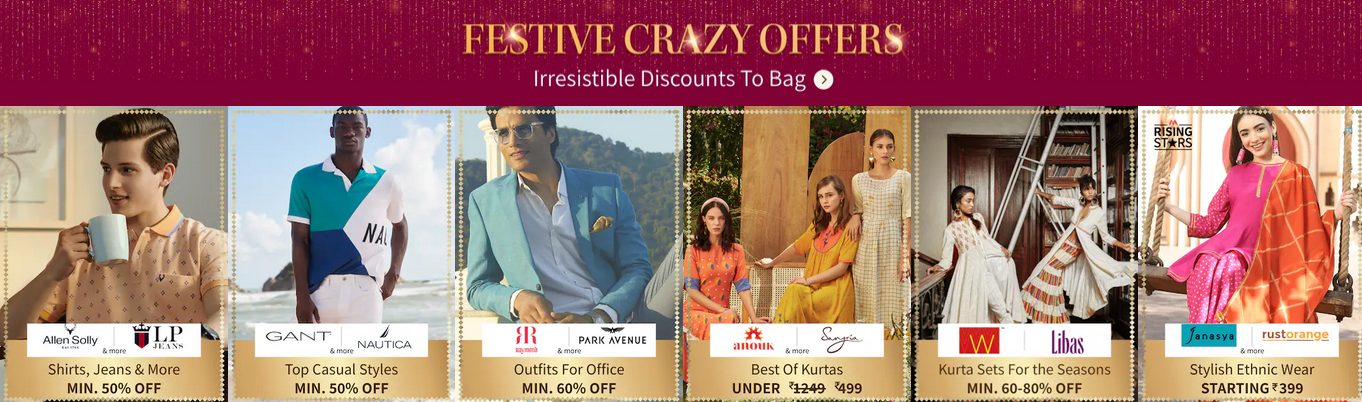 FESTIVE CRAZY OFFERS
Irresistible Discounts To Bag
RISING
ST★RS
NAU
Allen Solly
LP
JEANS
& more
Shirts, Jeans & More
MIN. 50% OFF
GANT
NAUTICA
& more
Top Casual Styles
MIN. 50% OFF
Raymond
PARK AVENUE
& more
Outfits For Office
MIN. 60% OFF
anouk
Sangria
& more
Best Of Kurtas
UNDER ₹1249 ₹499
W
Libas
Kurta Sets For the Seasons
MIN. 60-80% OFF
Janasya
rustorange
& more
Stylish Ethnic Wear
STARTING ₹399